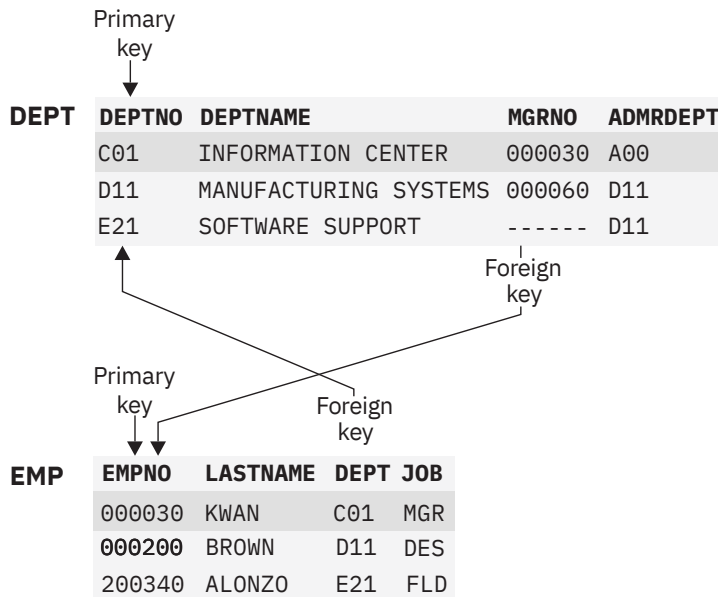 Primary
key
DEPT DEPTNO DEPTNAME MGRNO ADMRDEPT
C01 INFORMATION CENTER 000030 A00
D11 MANUFACTURING SYSTEMS 000060 D11
E21 SOFTWARE SUPPORT ------ D11
Foreign
key
Primary
key
Foreign
key
EMP EMPNO LASTNAME DEPT JOB
000030 KWAN C01 MGR
000200 BROWN D11 DES
200340 ALONZO E21 FLD